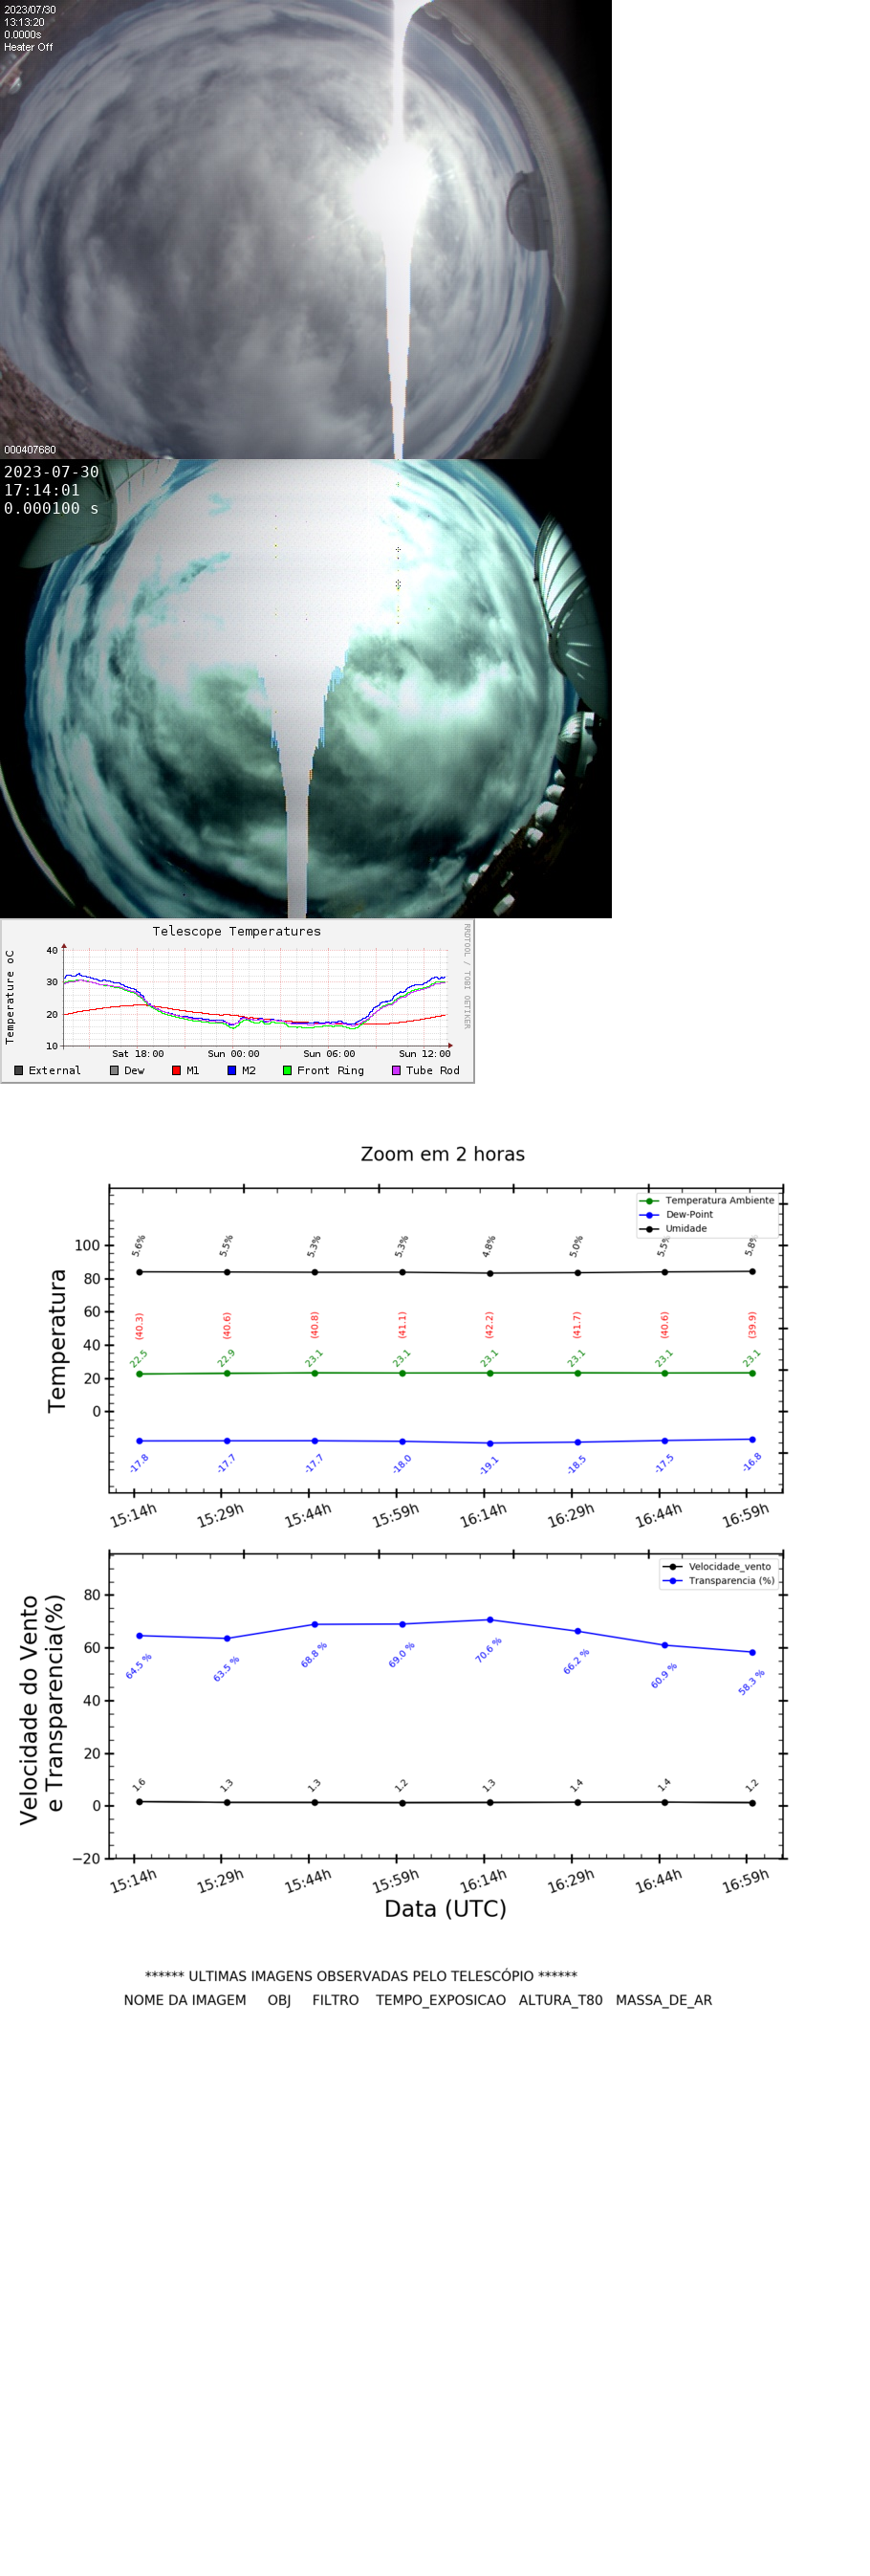 2023/07/30
13:13:20
0.0000s
Heater Off
000407680
2023-07-30
17:14:01
0.000100 s
Telescope Temperatures
RRDTOOL / TOBI OETIKER
Temperature oC
40
30
20
10
Sat 18:00 Sun 00:00 Sun 06:00 Sun 12:00
External Dew M1 M2 Front Ring Tube Rod
Zoom em 2 horas
Temperatura
Temperatura Ambiente
Dew-Point
Umidade
100
80
60
40
20
0
5.6% 5.5% 5.3% 5.3% 4.8% 5.0% 5.5% 5.8%
(40.3) (40.6) (40.8) (41.1) (42.2) (41.7) (40.6) (39.9)
22.5 22.9 23.1 23.1 23.1 23.1 23.1 23.1
-17.8 -17.7 -17.7 -18.0 -19.1 -18.5 -17.5 -16.8
15:14h 15:29h 15:44h 15:59h 16:14h 16:29h 16:44h 16:59h
Velocidade do Vento
e Transparencia(%)
Velocidade_vento
Transparencia (%)
80
60
40
20
0
−20
64.5 % 63.5 % 68.8 % 69.0 % 70.6 % 66.2 % 60.9 % 58.3 %
1.6 1.3 1.3 1.2 1.3 1.4 1.4 1.2
15:14h 15:29h 15:44h 15:59h 16:14h 16:29h 16:44h 16:59h
Data (UTC)
****** ULTIMAS IMAGENS OBSERVADAS PELO TELESCÓPIO ******
NOME DA IMAGEM OBJ FILTRO TEMPO_EXPOSICAO ALTURA_T80 MASSA_DE_AR